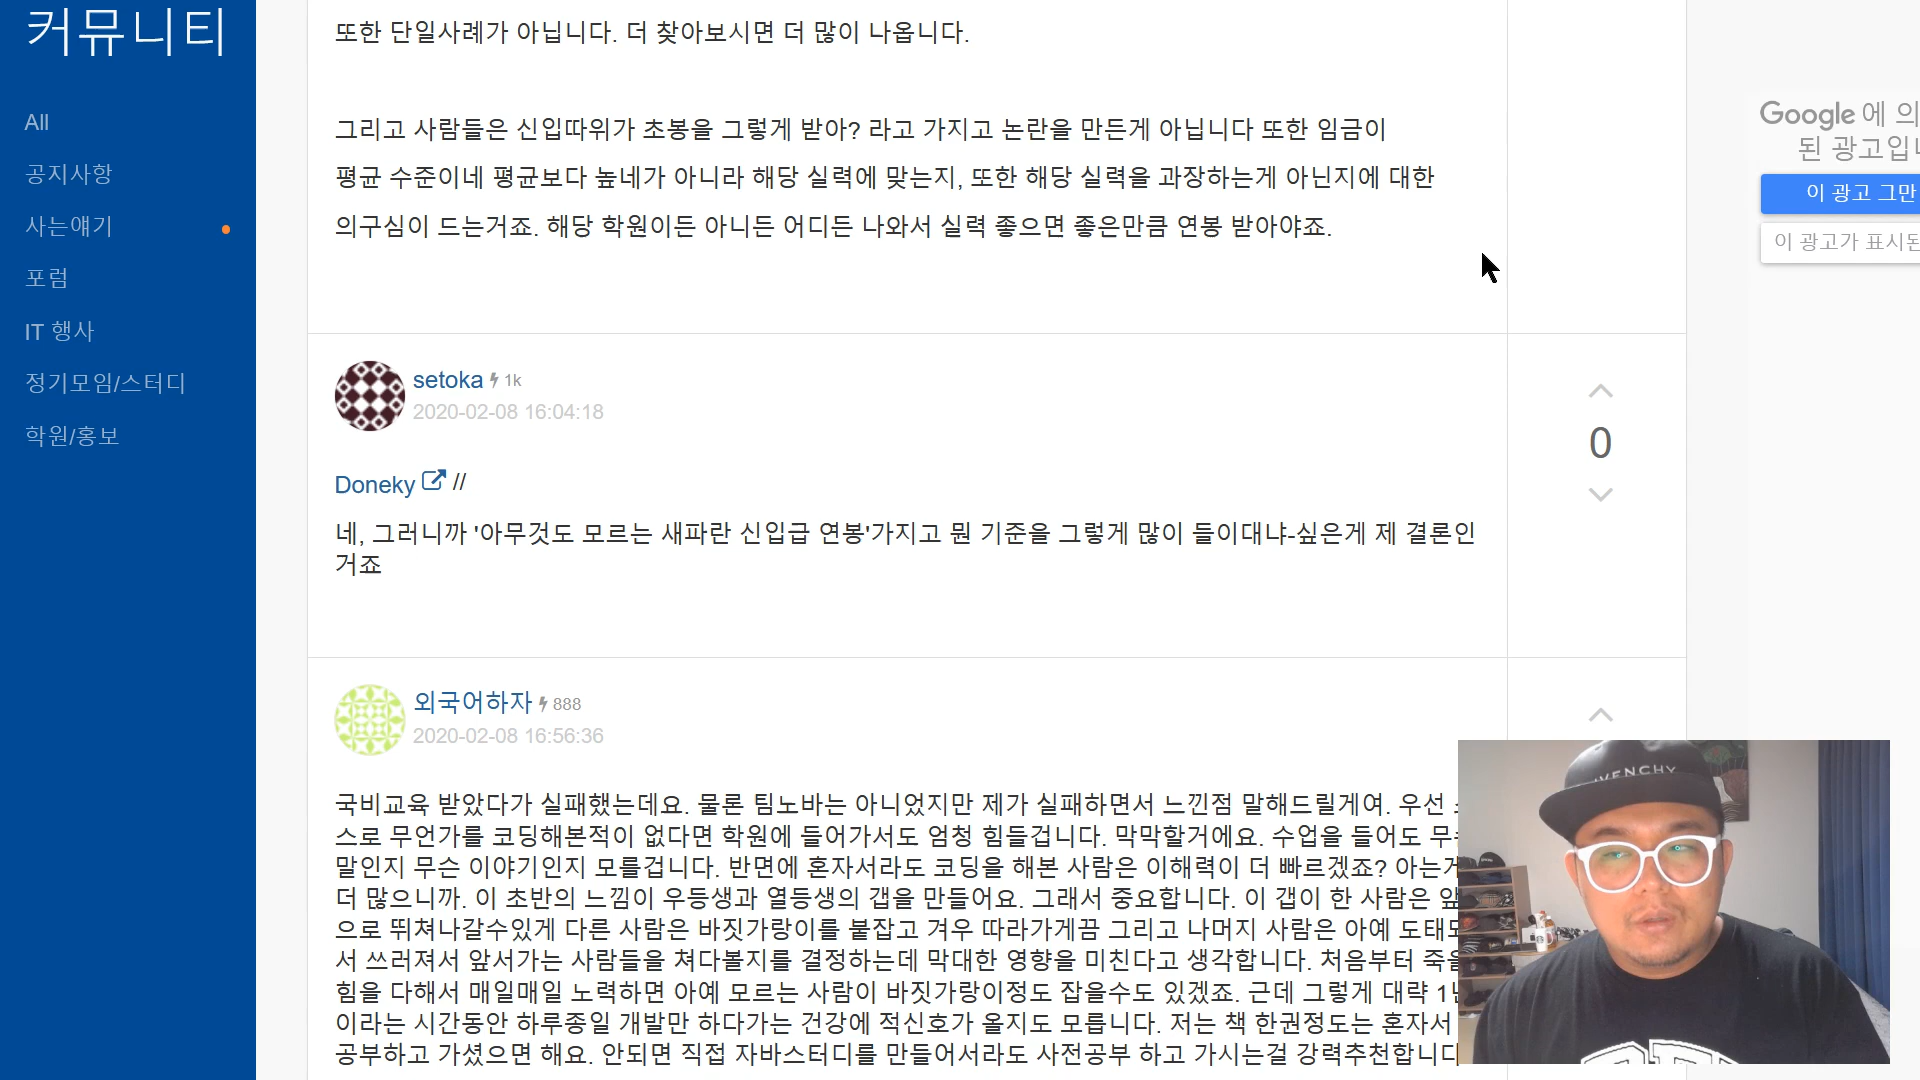 커뮤니티
All
공지사항
사는얘기
포럼
IT 행사
정기모임/스터디
학원/홍보
또한 단일사례가 아닙니다. 더 찾아보시면 더 많이 나옵니다.
그리고 사람들은 신입따위가 초봉을 그렇게 받아? 라고 가지고 논란을 만든게 아닙니다 또한 임금이
평균 수준이네 평균보다 높네가 아니라 해당 실력에 맞는지, 또한 해당 실력을 과장하는게 아닌지에 대한
의구심이 드는거죠. 해당 학원이든 아니든 어디든 나와서 실력 좋으면 좋은만큼 연봉 받아야죠.
setoka 1k
2020-02-08 16:04:18
0
Doneky //
네, 그러니까 '아무것도 모르는 새파란 신입급 연봉'가지고 뭔 기준을 그렇게 많이 들이대냐-싶은게 제 결론인
거죠
외국어하자 888
2020-02-08 16:56:36
국비교육 받았다가 실패했는데요. 물론 팀노바는 아니었지만 제가 실패하면서 느낀점 말해드릴게여. 우선
스로 무언가를 코딩해본적이 없다면 학원에 들어가서도 엄청 힘들겁니다. 막막할거에요. 수업을 들어도
말인지 무슨 이야기인지 모를겁니다. 반면에 혼자서라도 코딩을 해본 사람은 이해력이 더 빠르겠죠? 아는게
더 많으니까. 이 초반의 느낌이 우등생과 열등생의 갭을 만들어요. 그래서 중요합니다. 이 갭이 한 사람은 앞
으로 뛰쳐나갈수있게 다른 사람은 바짓가랑이를 붙잡고 겨우 따라가게끔 그리고 나머지 사람은 아예
서 쓰러져서 앞서가는 사람들을 쳐다볼지를 결정하는데 막대한 영향을 미친다고 생각합니다. 처음부터
힘을 다해서 매일매일 노력하면 아예 모르는 사람이 바짓가랑이정도 잡을수도 있겠죠. 근데 그렇게 대략
이라는 시간동안 하루종일 개발만 하다가는 건강에 적신호가 올지도 모릅니다. 저는 책 한권정도는 혼자서
공부하고 가셨으면 해요. 안되면 직접 자바스터디를 만들어서라도 사전공부 하고 가시는걸 강력추천합니다
Google에 의
된 광고입
이 광고 그만
이 광고가 표시된
GIVENCHY